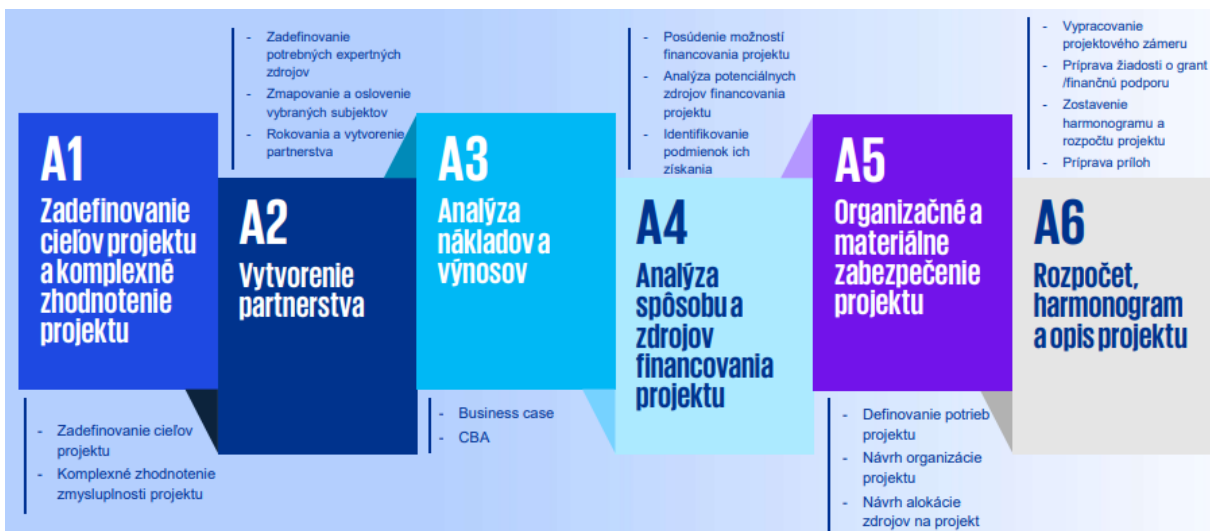 A1
Zadefinovanie
cieľov projektu
a komplexné
zhodnotenie
projektu
- Zadefinovanie cieľov
projektu
- Komplexné zhodnotenie
zmysluplnosti projektu
- Zadefinovanie
potrebných expertných
zdrojov
- Zmapovanie a oslovenie
vybraných subjektov
- Rokovania a vytvorenie
partnerstva
A2
Vytvorenie
partnerstva
A3
Analýza
nákladov a
výnosov
- Business case
- CBA
- Posúdenie možností
financovania projektu
- Analýza potenciálnych
zdrojov financovania
projektu
- Identifikovanie
podmienok ich
získania
A4
Analýza
spôsobu a
zdrojov
financovania
projektu
A5
Organizačné a
materiálne
zabezpečenie
projektu
- Definovanie potrieb
projektu
- Návrh organizácie
projektu
- Návrh alokácie
zdrojov na projekt
- Vypracovanie
projektového zámeru
- Príprava žiadosti o grant
/finančnú podporu
- Zostavenie
harmonogramu a
rozpočtu projektu
- Príprava príloh
A6
Rozpočet,
harmonogram
a opis projektu